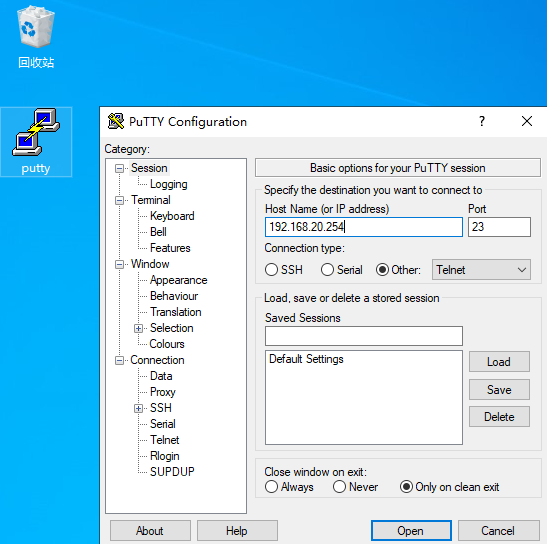 回收站
putty
PuTTY Configuration
?
Category:
Session
Logging
Terminal
Keyboard
Bell
Features
Window
Appearance
Behaviour
Translation
Selection
Colours
Connection
Data
Proxy
SSH
Serial
Telnet
Rlogin
SUPDUP
Basic options for your PuTTY session
Specify the destination you want to connect to
Host Name (or IP address) Port
192.168.20.254 23
Connection type:
SSH Serial Other: Telnet
Load, save or delete a stored session
Saved Sessions
Default Settings
Load
Save
Delete
Close window on exit:
Always Never Only on clean exit
About Help Open Cancel